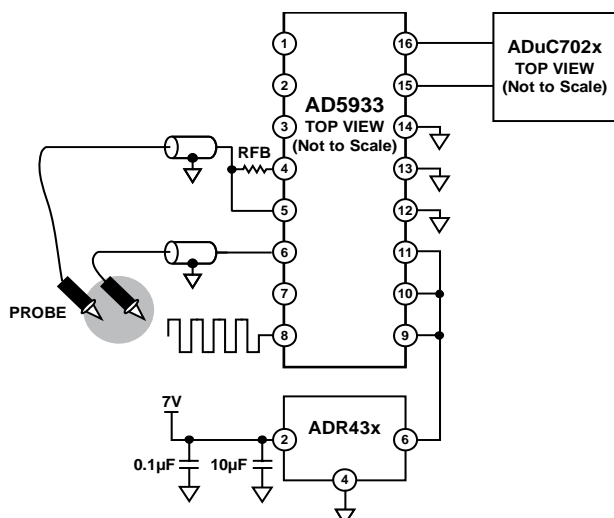 1
2
3
4
5
6
7
8
16
15
14
13
12
11
10
9
AD5933
TOP VIEW
(Not to Scale)
ADuC702x
TOP VIEW
(Not to Scale)
RFB
PROBE
7V
0.1µF
10µF
2
ADR43x
6
4